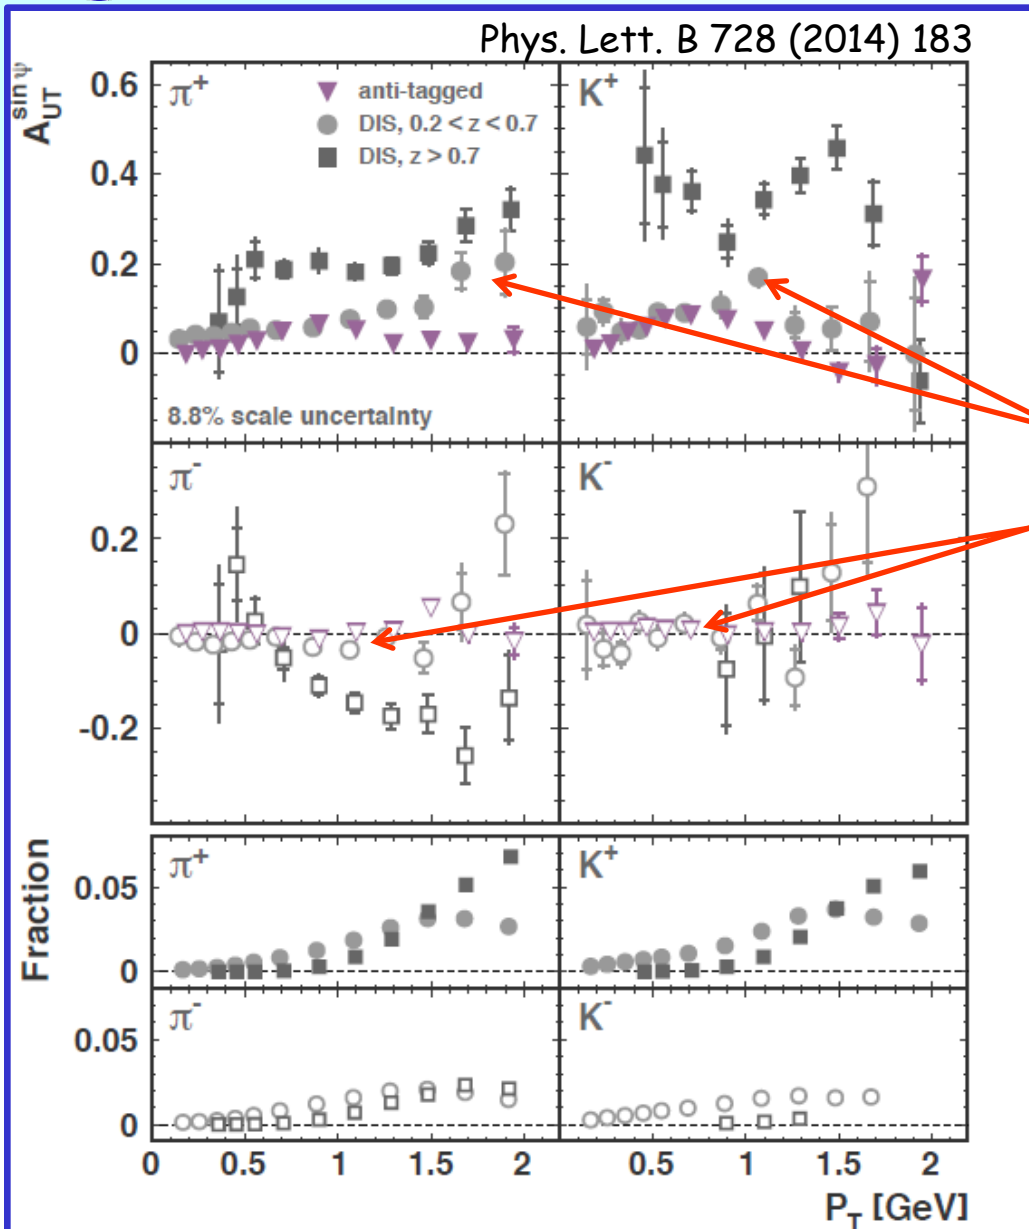 Phys. Lett. B 728 (2014) 183
A_UT^sin ψ
0.6
0.4
0.2
0
π+
anti-tagged
DIS, 0.2 < z < 0.7
DIS, z > 0.7
8.8% scale uncertainty
K+
0.2
0
-0.2
π-
K-
Fraction
0.05
0
π+
K+
0.05
0
π-
K-
0 0.5 1 1.5 2 0.5 1 1.5 2
P_T [GeV]